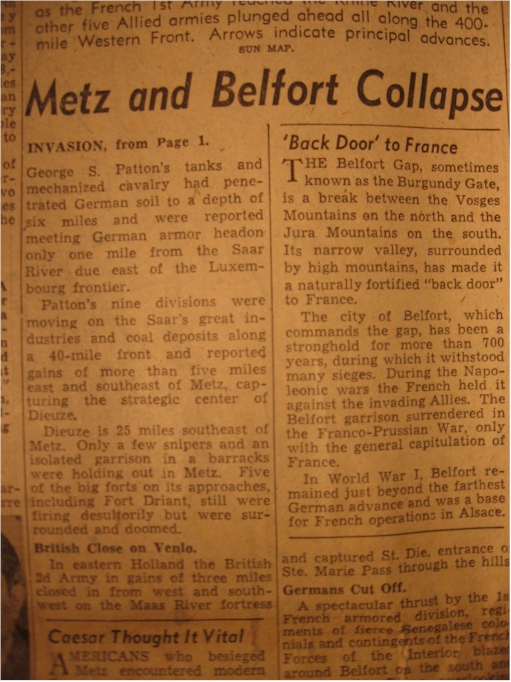 as the French 1st Army reached the Rhine River and the
other five Allied armies plunged ahead all along the 400-
mile Western Front. Arrows indicate principal advances.
SUN MAP.
Metz and Belfort Collapse
INVASION, from Page 1.
George S. Patton's tanks and
mechanized cavalry had pene-
trated German soil to a depth of
six miles and were reported
meeting German armor headon
only one mile from the Saar
River due east of the Luxem-
bourg frontier.
Patton's nine divisions were
moving on the Saar's great in-
dustries and coal deposits along
a 40-mile front and reported
gains of more than five miles
east and southeast of Metz, cap-
turing the strategic center of
Dieuze.
Dieuze is 25 miles southeast of
Metz. Only a few snipers and an
isolated garrison in a barracks
were holding out in Metz. Five
of the big forts on its approaches,
including Fort Driant, still were
firing desultorily but were sur-
rounded and doomed.
British Close on Venlo.
In eastern Holland the British
2d Army in gains of three miles
closed in from west and south-
west on the Maas River fortress
Caesar Thought It Vital
AMERICANS who besieged
Metz encountered modern
'Back Door' to France
THE Belfort Gap, sometimes
known as the Burgundy Gate,
is a break between the Vosges
Mountains on the north and the
Jura Mountains on the south.
Its narrow valley, surrounded
by high mountains, has made it
a naturally fortified "back door"
to France.
The city of Belfort, which
commands the gap, has been a
stronghold for more than 700
years, during which it withstood
many sieges. During the Napo-
leonic wars the French held it
against the invading Allies. The
Belfort garrison surrendered in
the Franco-Prussian War, only
with the general capitulation of
France.
In World War I, Belfort re-
mained just beyond the farthest
German advance and was a base
for French operations in Alsace.
and captured St. Die, entrance
Ste. Marie Pass through the hills
Germans Cut Off.
A spectacular thrust by the 1s
French armored division, regi-
ments of fierce Senegalese colo-
nials and contingents of the French
Forces of the Interior blaze
around Belfort on the south an